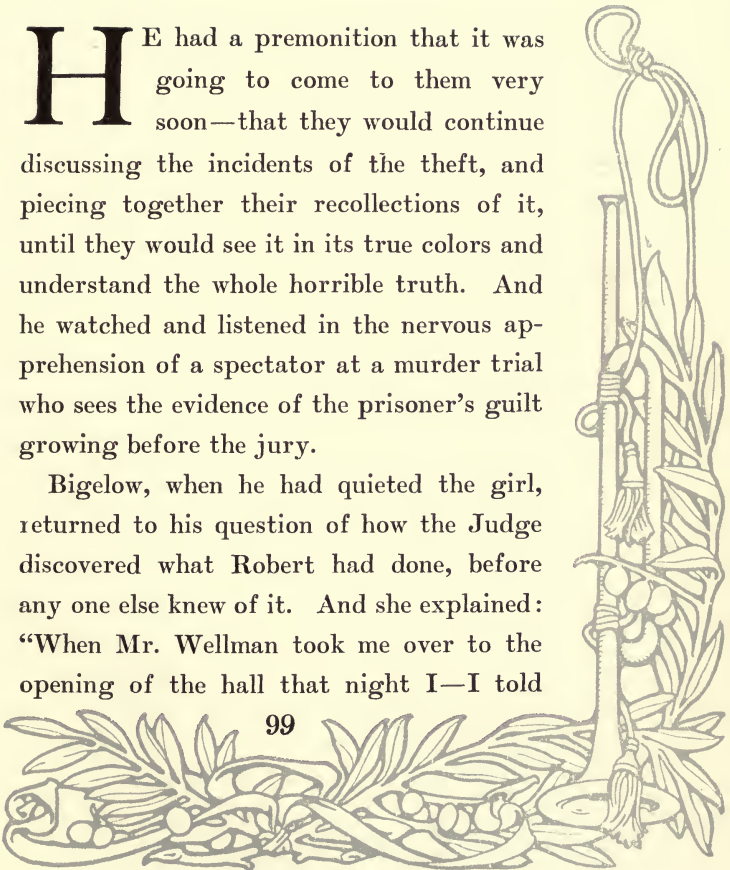 HE had a premonition that it was
going to come to them very
soon—that they would continue
discussing the incidents of the theft, and
piecing together their recollections of it,
until they would see it in its true colors and
understand the whole horrible truth. And
he watched and listened in the nervous ap-
prehension of a spectator at a murder trial
who sees the evidence of the prisoner's guilt
growing before the jury.
Bigelow, when he had quieted the girl,
returned to his question of how the Judge
discovered what Robert had done, before
any one else knew of it. And she explained:
“When Mr. Wellman took me over to the
opening of the hall that night I—I told
99